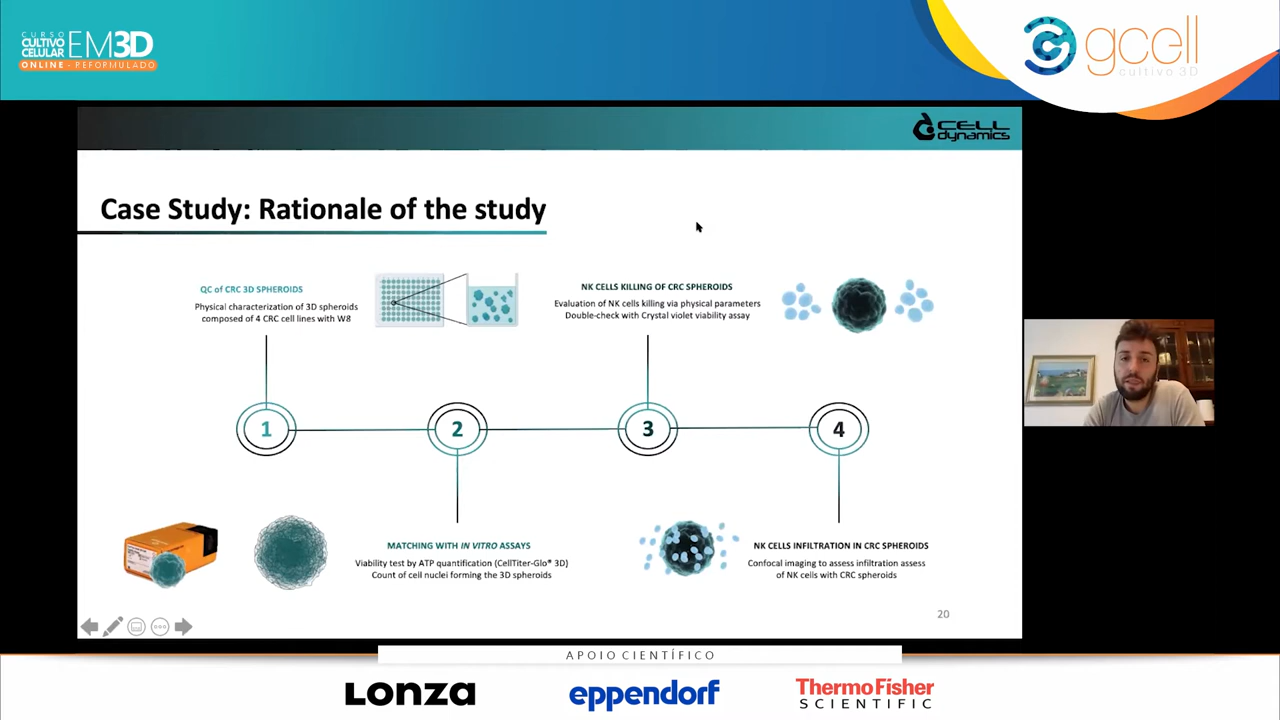 CURSO
CULTIVO
CELULAR
EM3D
ONLINE - REFORMULADO
gcell
cultivo 3D
CELL
dynamics
Case Study: Rationale of the study
QC of CRC 3D SPHEROIDS
Physical characterization of 3D spheroids
composed of 4 CRC cell lines with W8
NK CELLS KILLING OF CRC SPHEROIDS
Evaluation of NK cells killing via physical parameters
Double-check with Crystal violet viability assay
1
2
3
4
MATCHING WITH IN VITRO ASSAYS
Viability test by ATP quantification (CellTiter-Glo® 3D)
Count of cell nuclei forming the 3D spheroids
NK CELLS INFILTRATION IN CRC SPHEROIDS
Confocal imaging to assess infiltration assess
of NK cells with CRC spheroids
20
APOIO CIENTÍFICO
Lonza
eppendorf
ThermoFisher
SCIENTIFIC